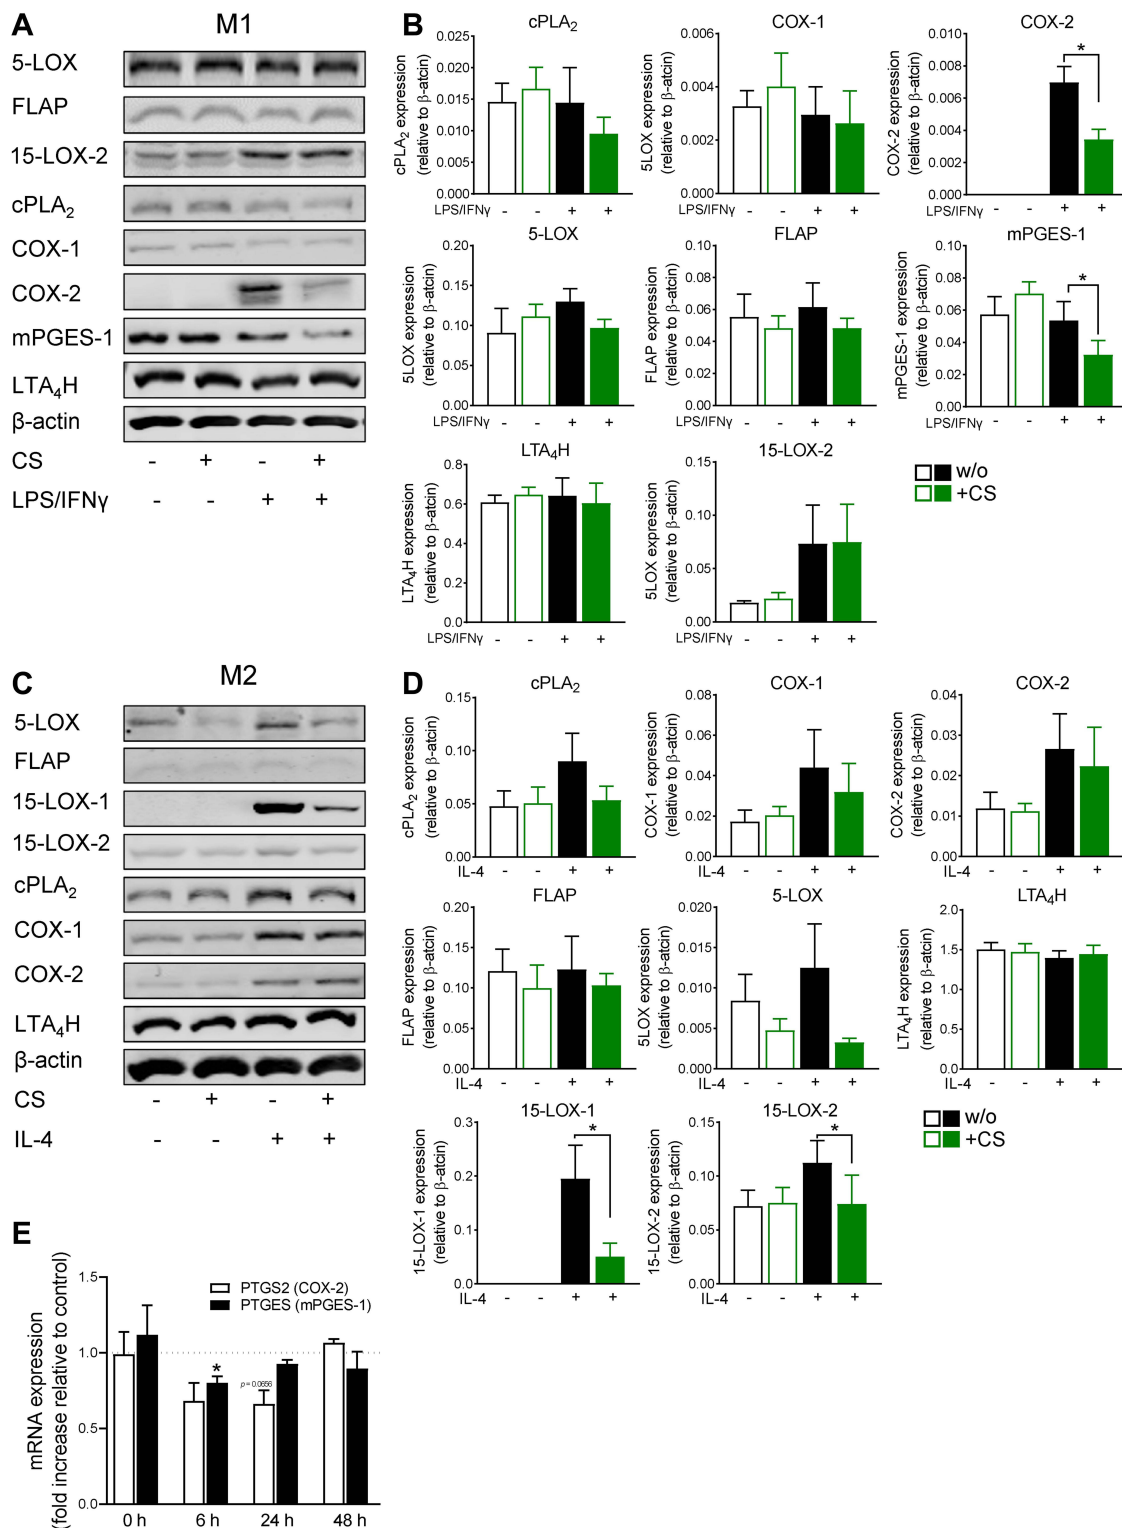 A
M1
5-LOX
FLAP
15-LOX-2
cPLA2
COX-1
COX-2
mPGES-1
LTA4H
β-actin
CS - + - +
LPS/IFNγ - - + +
B
cPLA2
cPLA2 expression
(relative to β-atcin)
0.025
0.020
0.015
0.010
0.005
0.000
LPS/IFNγ - - + +
COX-1
5LOX expression
(relative to β-atcin)
0.006
0.004
0.002
0.000
- - + +
COX-2
COX-2 expression
(relative to β-atcin)
0.010
0.008
0.006
0.004
0.002
0.000
*
LPS/IFNγ - - + +
5-LOX
5LOX expression
(relative to β-atcin)
0.20
0.15
0.10
0.05
0.00
LPS/IFNγ - - + +
FLAP
FLAP expression
(relative to β-atcin)
0.10
0.08
0.06
0.04
0.02
0.00
LPS/IFNγ - - + +
mPGES-1
mPGES-1 expression
(relative to β-atcin)
0.10
0.08
0.06
0.04
0.02
0.00
*
LPS/IFNγ - - + +
LTA4H
LTA4H expression
(relative to β-atcin)
0.8
0.6
0.4
0.2
0.0
LPS/IFNγ - - + +
15-LOX-2
5LOX expression
(relative to β-atcin)
0.15
0.10
0.05
0.00
LPS/IFNγ - - + +
w/o
+CS
C
M2
5-LOX
FLAP
15-LOX-1
15-LOX-2
cPLA2
COX-1
COX-2
LTA4H
β-actin
CS - + - +
IL-4 - - + +
D
cPLA2
cPLA2 expression
(relative to β-atcin)
0.15
0.10
0.05
0.00
IL-4 - - + +
COX-1
COX-1 expression
(relative to β-atcin)
0.08
0.06
0.04
0.02
0.00
IL-4 - - + +
COX-2
COX-2 expression
(relative to β-atcin)
0.04
0.03
0.02
0.01
0.00
IL-4 - - + +
FLAP
FLAP expression
(relative to β-atcin)
0.20
0.15
0.10
0.05
0.00
IL-4 - - + +
5-LOX
5LOX expression
(relative to β-atcin)
0.020
0.015
0.010
0.005
0.000
IL-4 - - + +
LTA4H
LTA4H expression
(relative to β-atcin)
2.0
1.5
1.0
0.5
0.0
IL-4 - - + +
15-LOX-1
15-LOX-1 expression
(relative to β-atcin)
0.3
0.2
0.1
0.0
*
IL-4 - - + +
15-LOX-2
15-LOX-2 expression
(relative to β-atcin)
0.15
0.10
0.05
0.00
*
IL-4 - - + +
w/o
+CS
E
mRNA expression
(fold increase relative to control)
1.5
1.0
0.5
0.0
PTGS2 (COX-2)
PTGES (mPGES-1)
*
p = 0.0656
0 h 6 h 24 h 48 h